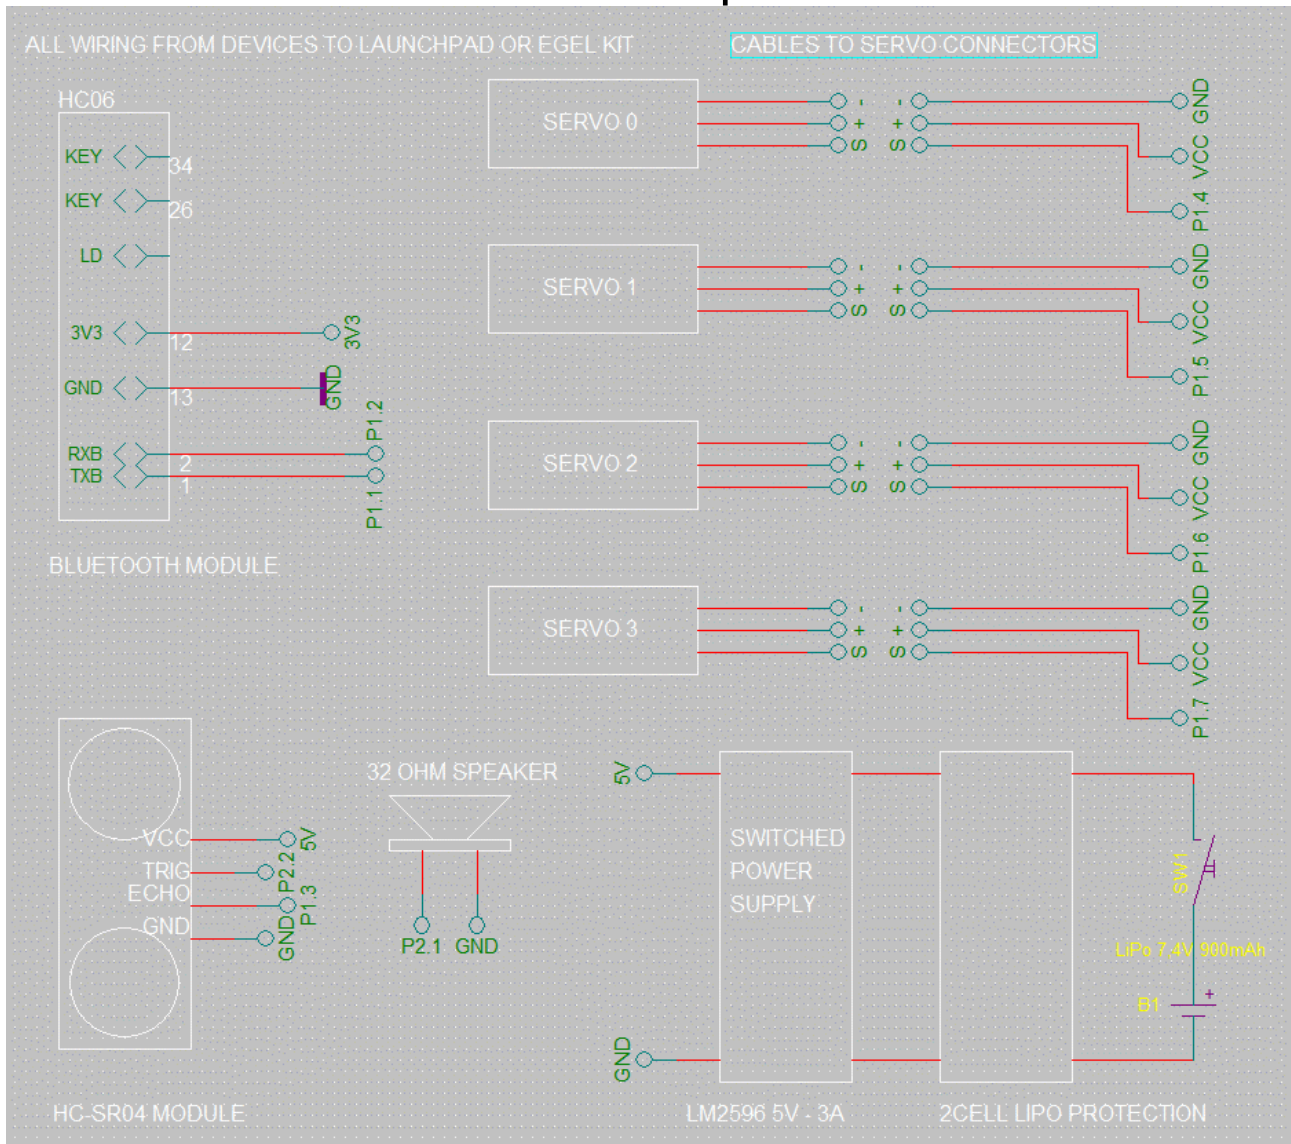 ALL WIRING FROM DEVICES TO LAUNCHPAD OR EGEL KIT
CABLES TO SERVO CONNECTORS
HC06
KEY
34
KEY
26
LD
3V3
12
3V3
GND
13
GND
RXB
2
P1.2
TXB
1
P1.1
BLUETOOTH MODULE
SERVO 0
- -
+ +
S S
GND
VCC
P1.4
SERVO 1
- -
+ +
S S
GND
VCC
P1.5
SERVO 2
- -
+ +
S S
GND
VCC
P1.6
SERVO 3
- -
+ +
S S
GND
VCC
P1.7
VCC
5V
TRIG
P2.2
ECHO
P1.3
GND
GND
HC-SR04 MODULE
32 OHM SPEAKER
P2.1
GND
5V
GND
SWITCHED
POWER
SUPPLY
LM2596 5V - 3A
2CELL LIPO PROTECTION
SW1
LiPo 7,4V 900mAh
B1
+